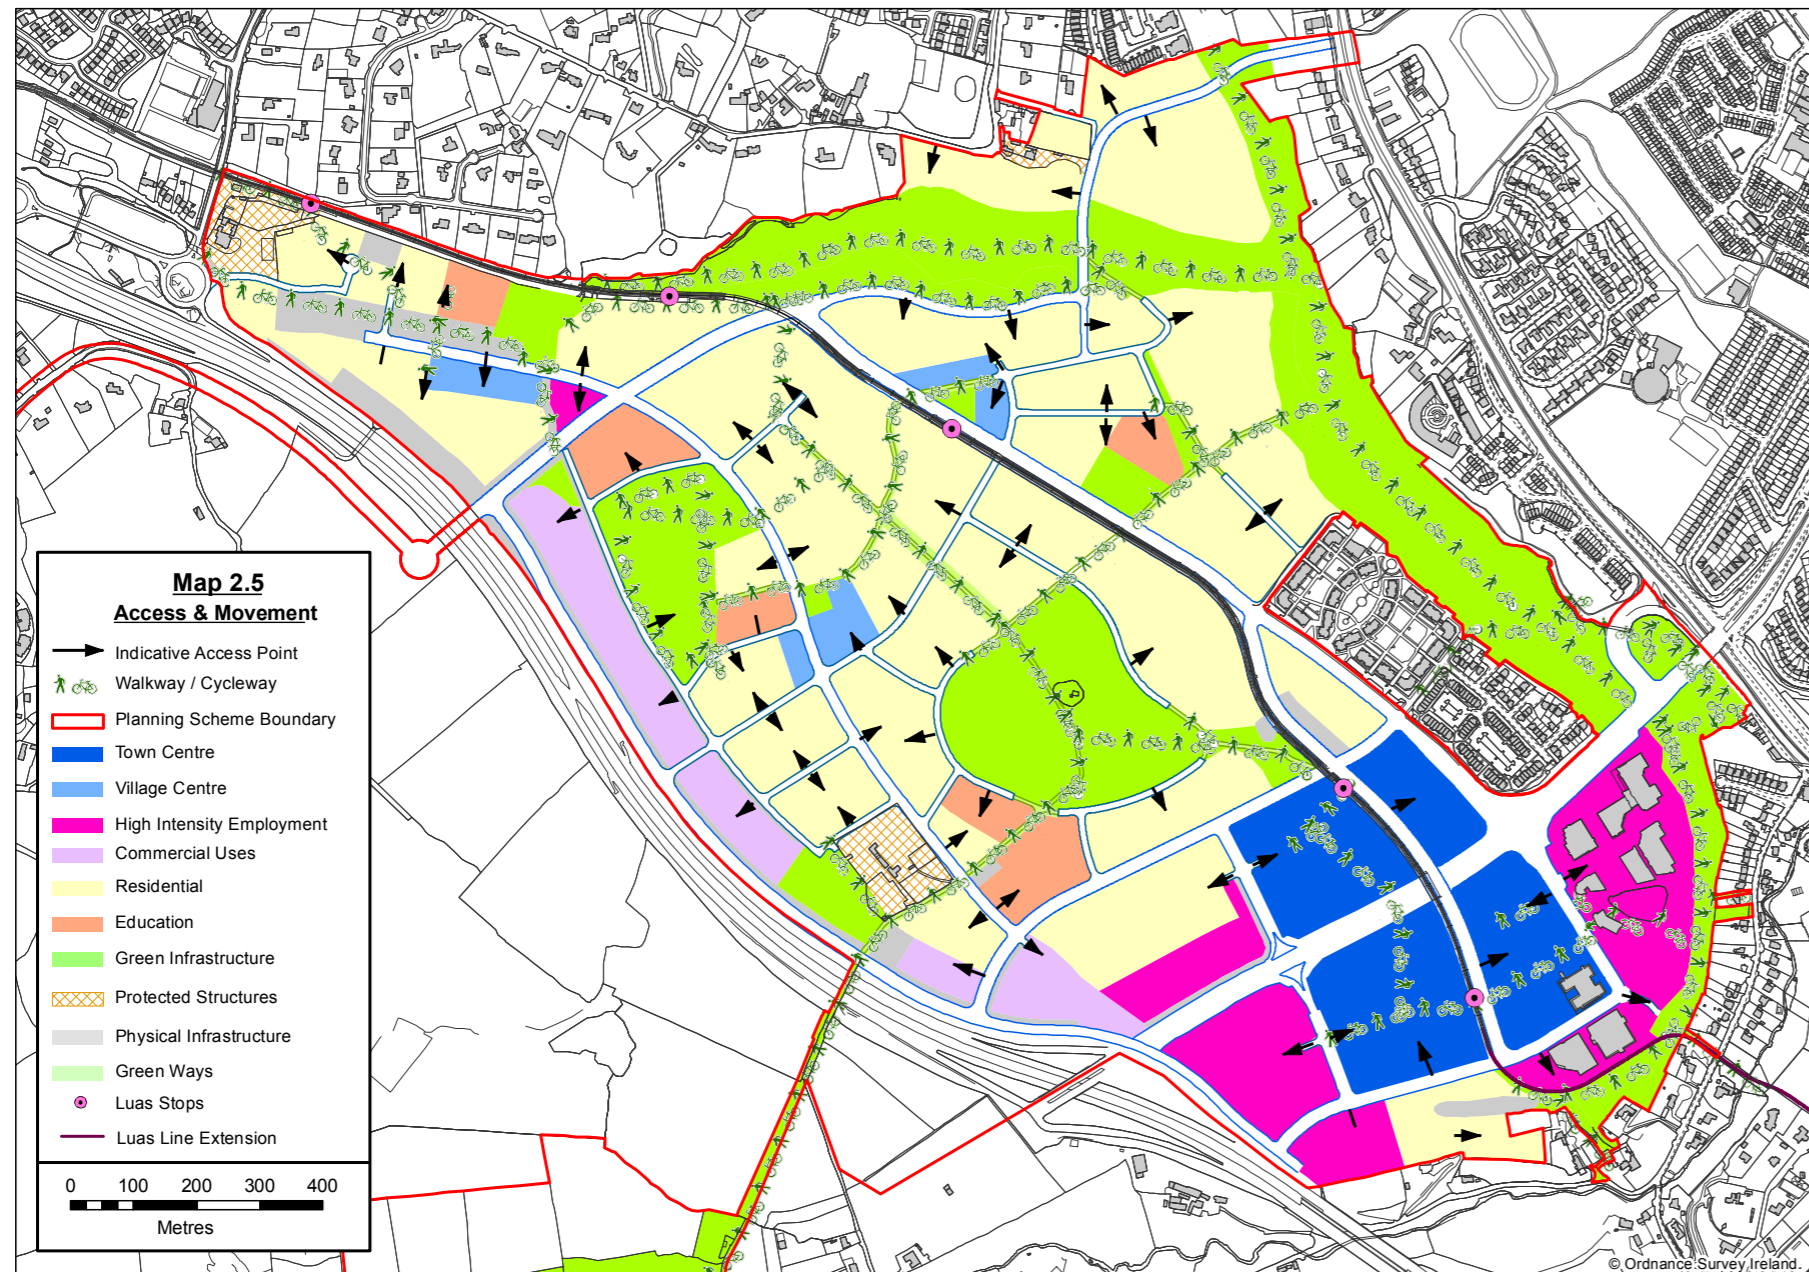 Map 2.5
Access & Movement
Indicative Access Point
Walkway / Cycleway
Planning Scheme Boundary
Town Centre
Village Centre
High Intensity Employment
Commercial Uses
Residential
Education
Green Infrastructure
Protected Structures
Physical Infrastructure
Green Ways
Luas Stops
Luas Line Extension
0 100 200 300 400
Metres
© Ordnance Survey Ireland.